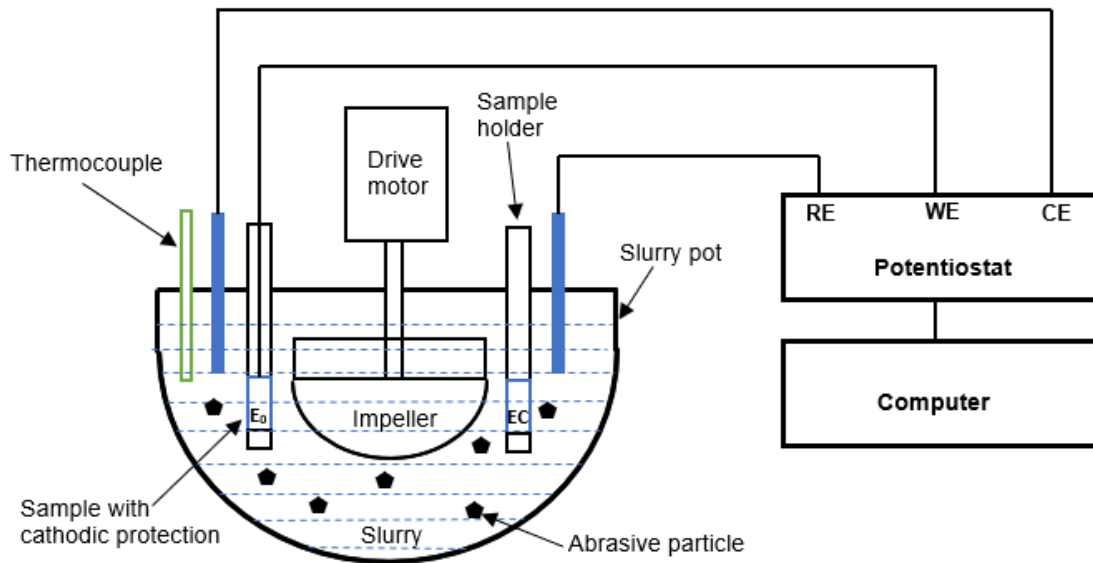 Sample
holder
Thermocouple
Drive
motor
RE
WE
CE
Slurry pot
Potentiostat
E₀
Impeller
EC
Computer
Sample with
cathodic protection
Slurry
Abrasive particle